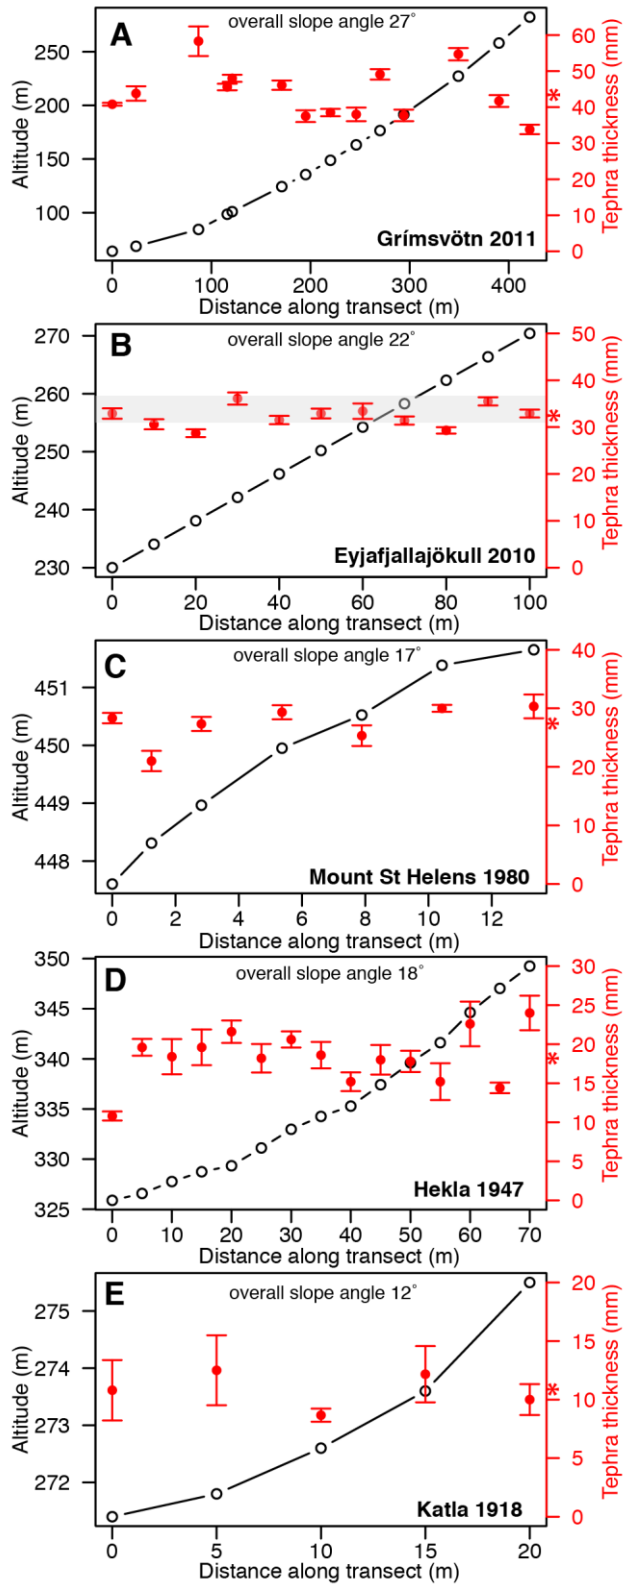 A
overall slope angle 27°
Altitude (m)
250
200
150
100
60
50
40
30
20
10
0
*
Tephra thickness (mm)
Grímsvötn 2011
0 100 200 300 400
Distance along transect (m)
B
overall slope angle 22°
Altitude (m)
270
260
250
240
230
50
40
30
20
10
0
*
Tephra thickness (mm)
Eyjafjallajökull 2010
0 20 40 60 80 100
Distance along transect (m)
C
overall slope angle 17°
Altitude (m)
451
450
449
448
40
30
20
10
0
*
Tephra thickness (mm)
Mount St Helens 1980
0 2 4 6 8 10 12
Distance along transect (m)
D
overall slope angle 18°
Altitude (m)
350
345
340
335
330
325
30
25
20
15
10
5
0
*
Tephra thickness (mm)
Hekla 1947
0 10 20 30 40 50 60 70
Distance along transect (m)
E
overall slope angle 12°
Altitude (m)
275
274
273
272
20
15
10
5
0
*
Tephra thickness (mm)
Katla 1918
0 5 10 15 20
Distance along transect (m)